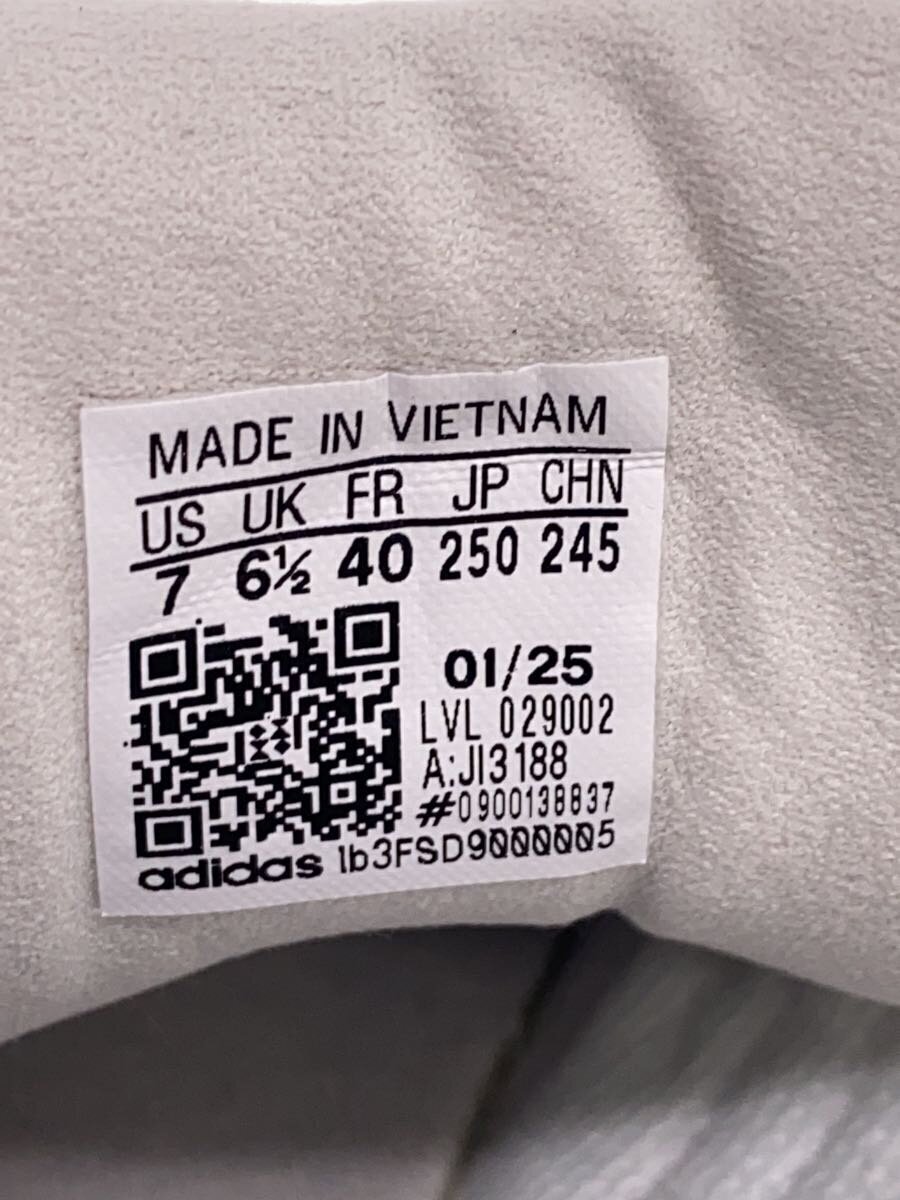 MADE IN VIETNAM
US UK FR JP CHN
7 6½ 40 250 245
01/25
LVL 029002
A:JI3188
#0900138837
adidas 1b3FSD9000005